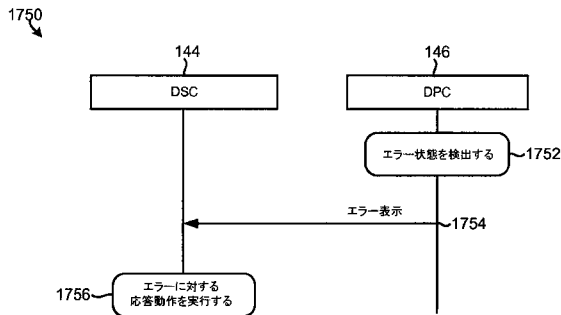 1750
144
146
DSC
DPC
エラー状態を検出する
1752
エラー表示
1754
1756
エラーに対する
応答動作を実行する